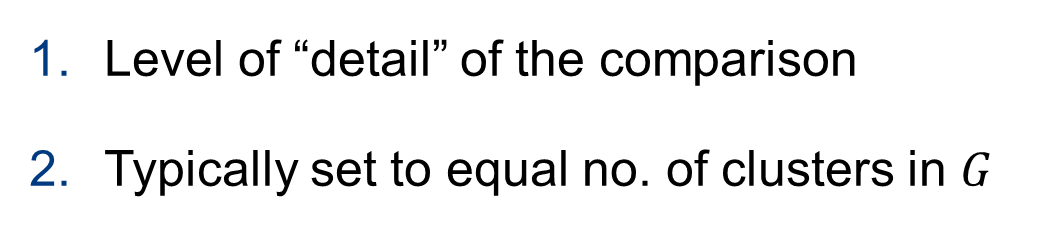 1. Level of “detail” of the comparison
2. Typically set to equal no. of clusters in 𝐺